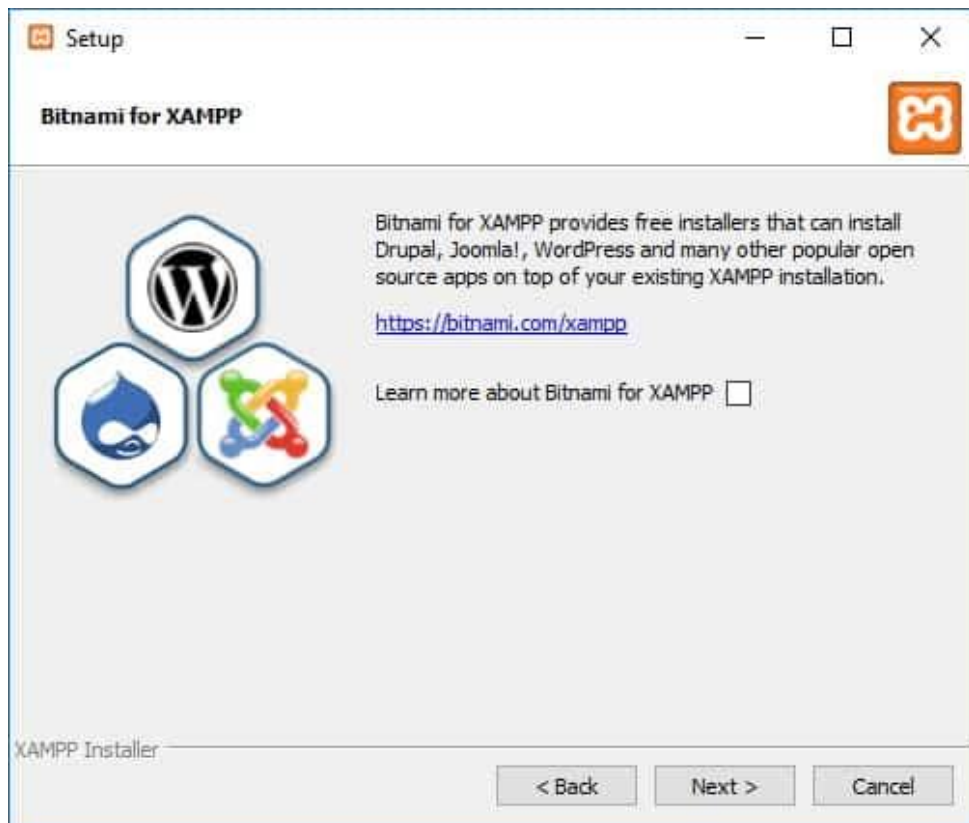 Setup
Bitnami for XAMPP
Bitnami for XAMPP provides free installers that can install
Drupal, Joomla!, WordPress and many other popular open
source apps on top of your existing XAMPP installation.
https://bitnami.com/xampp
Learn more about Bitnami for XAMPP
XAMPP Installer
< Back Next > Cancel